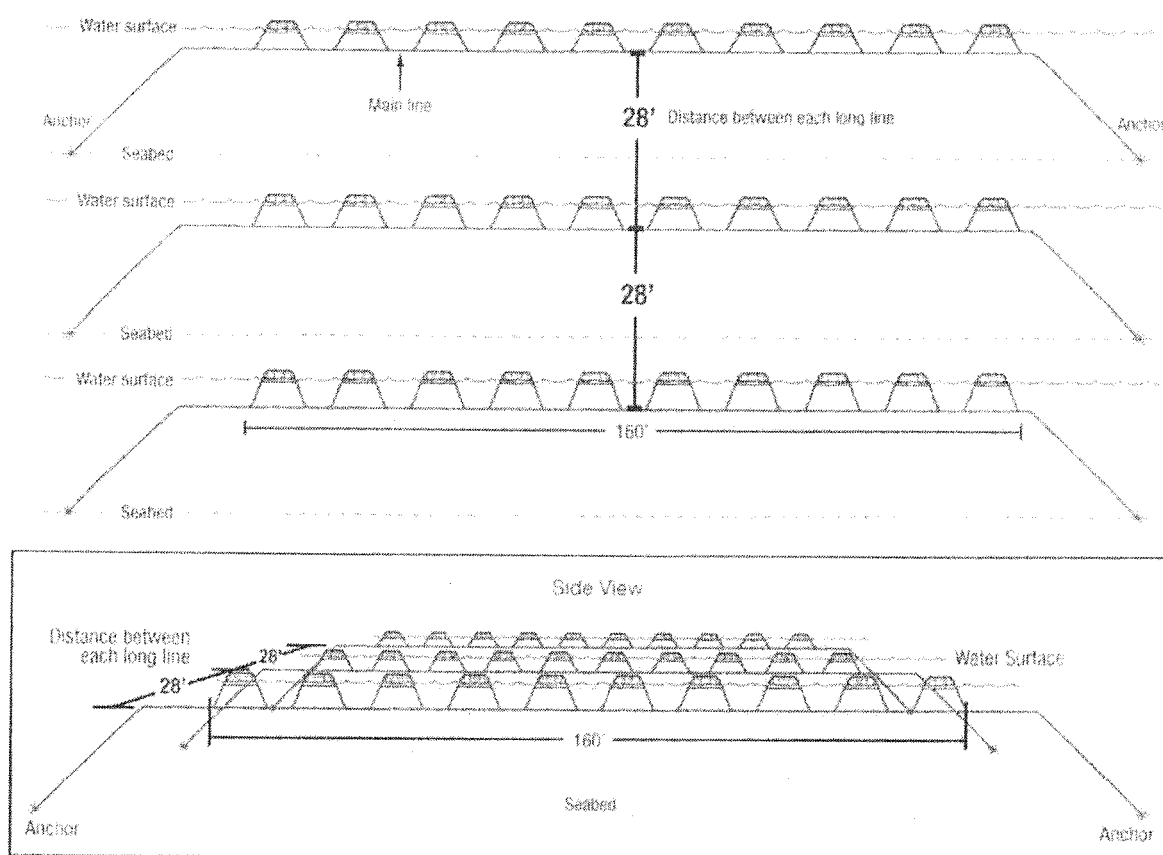 Water surface
Main line
Anchor
28' Distance between each long line
Anchor
Seabed
Water surface
28'
Seabed
Water surface
160'
Seabed
Side View
Distance between
each long line
28'
28'
Water Surface
160'
Seabed
Anchor
Anchor